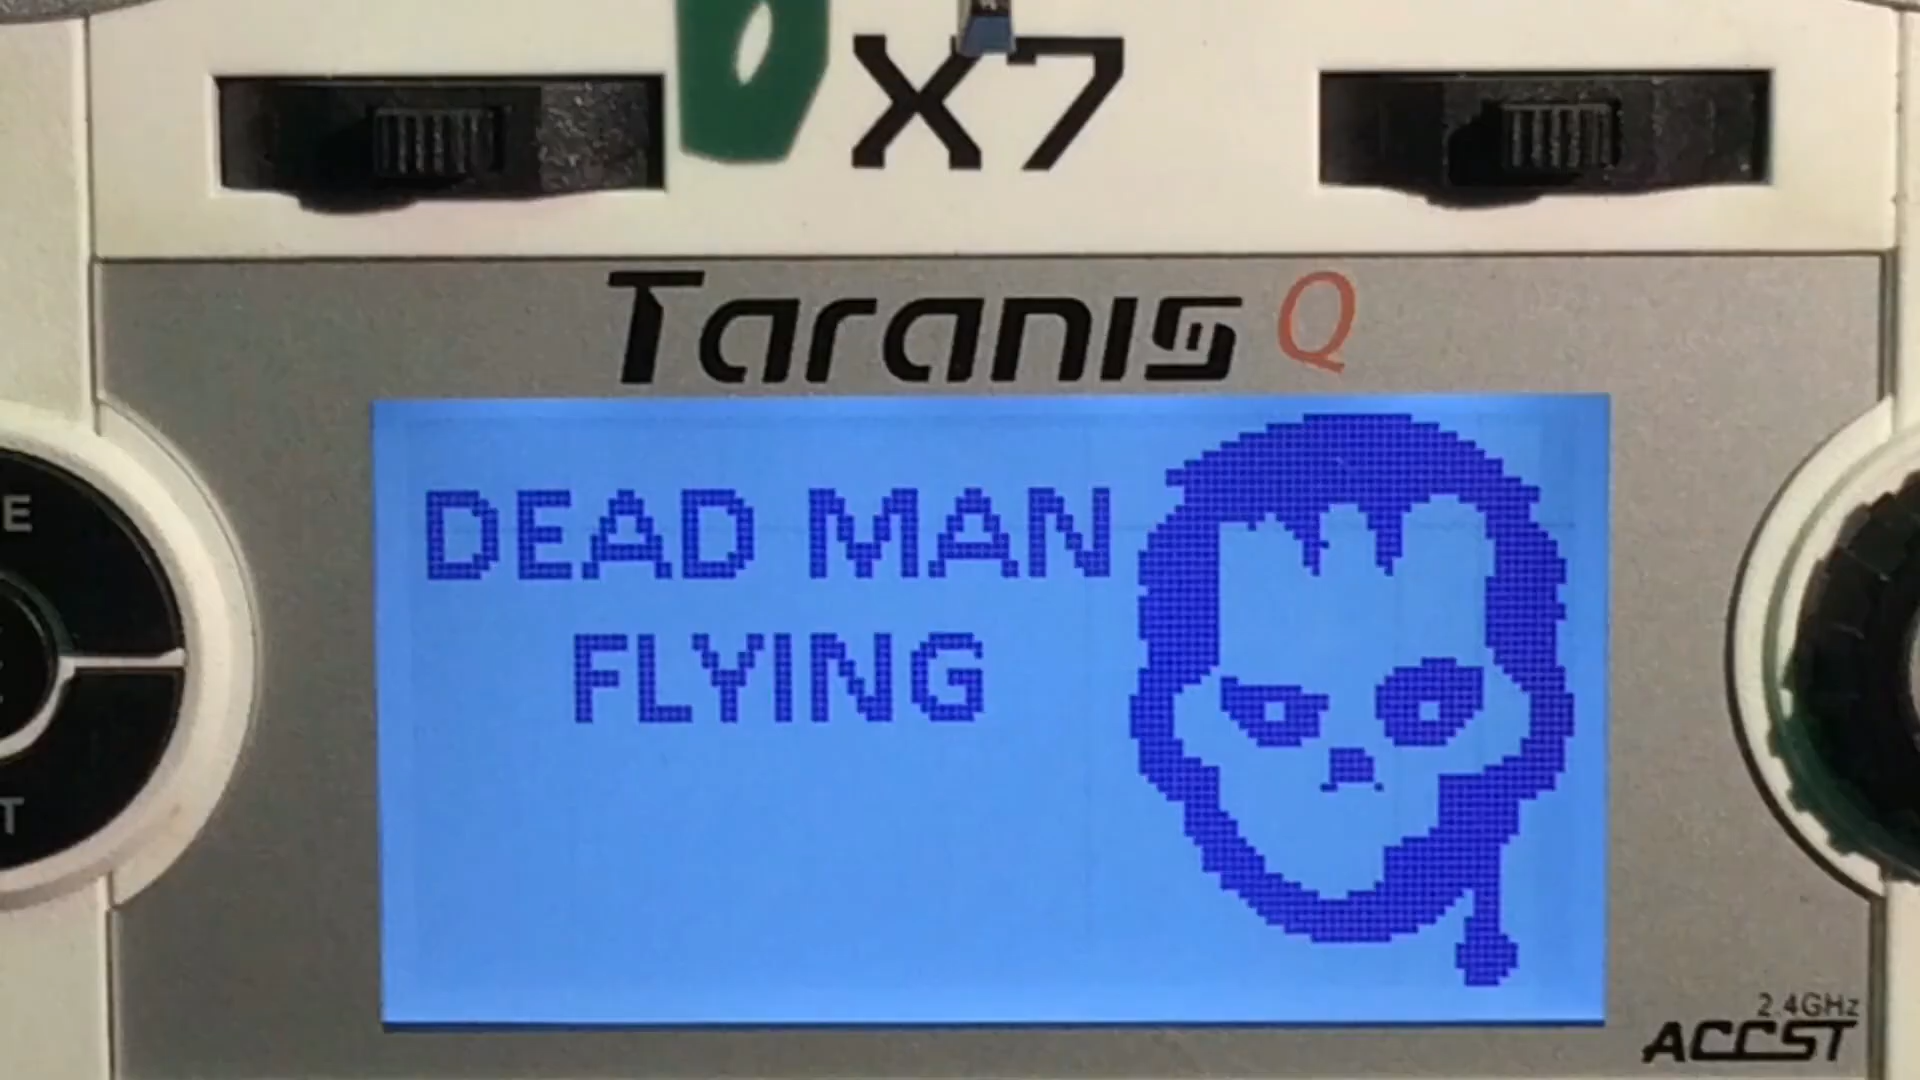 X7
Taranis Q
E
DEAD MAN
FLYING
T
2.4GHz
ACCST